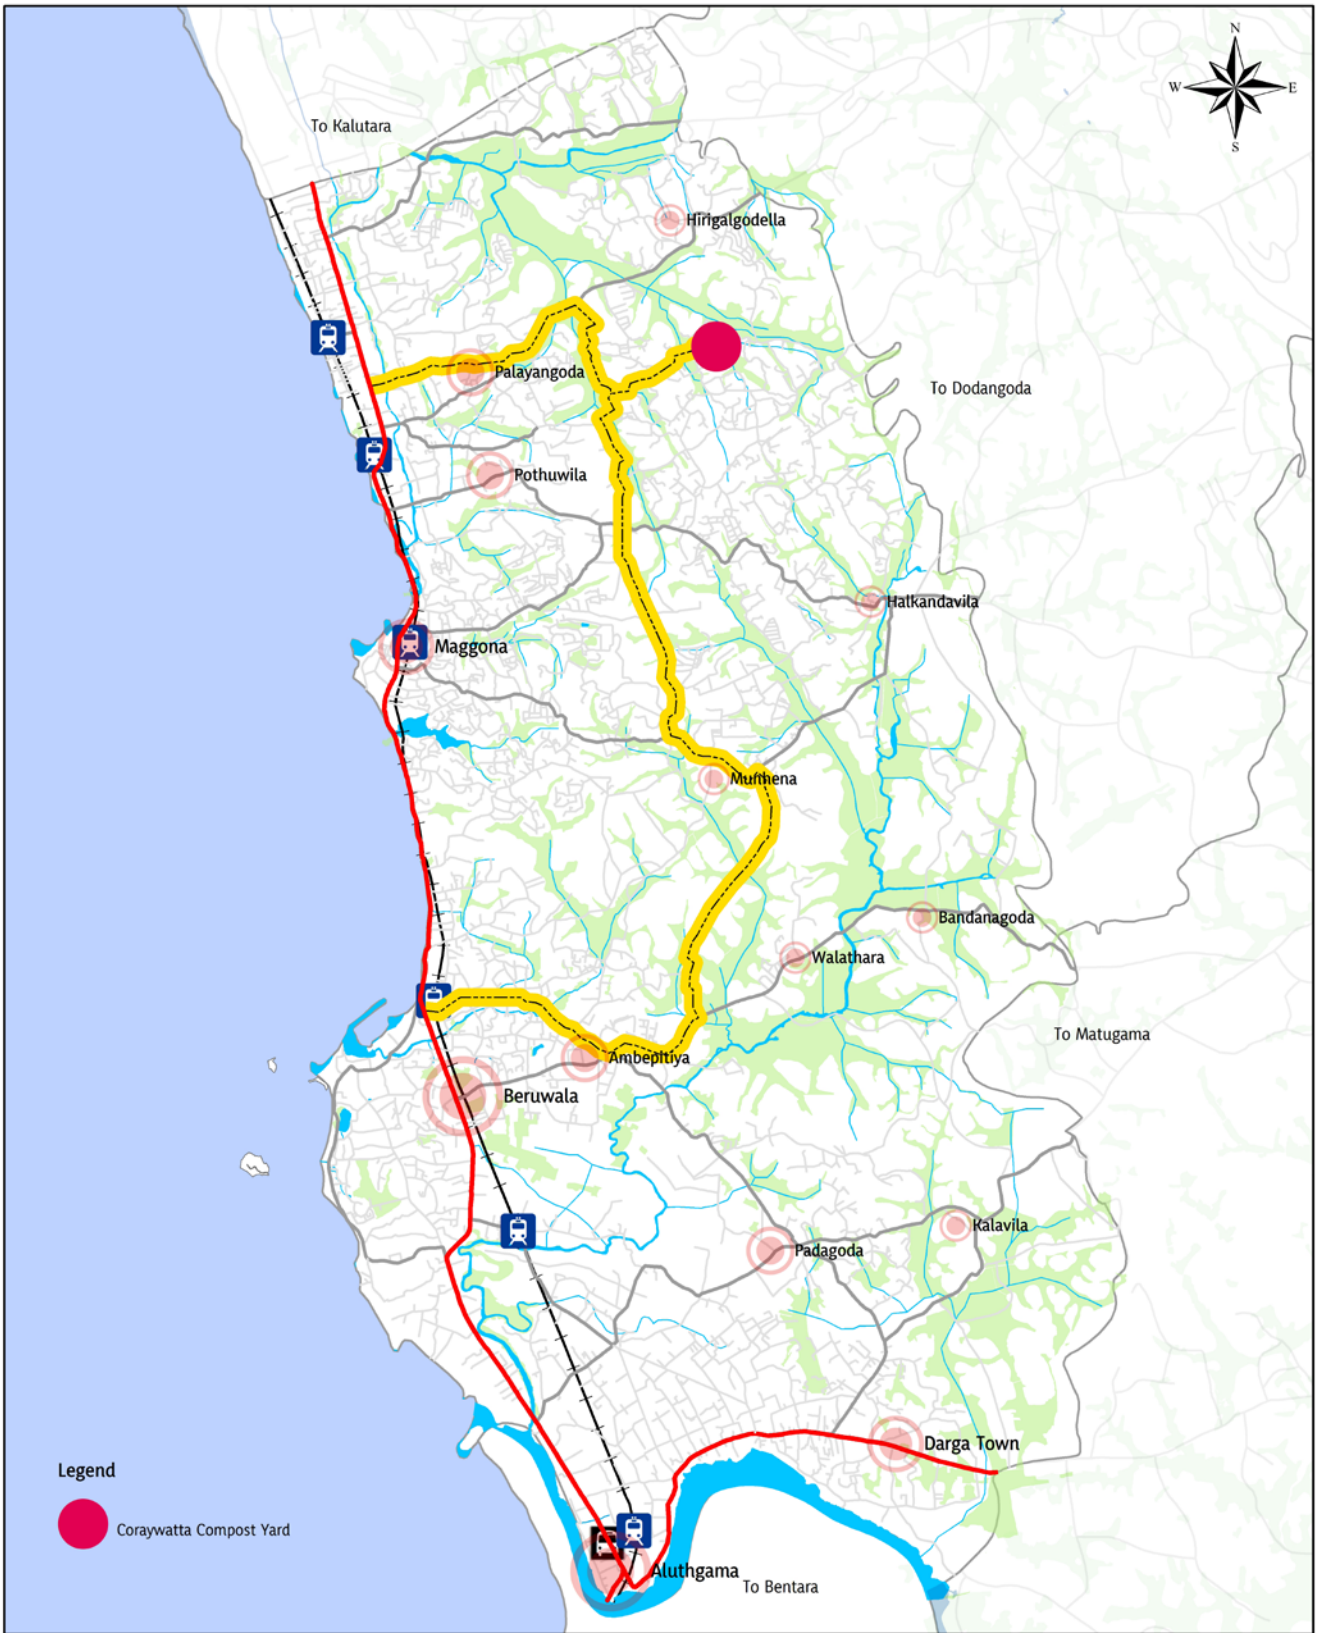 N
W
E
S
To Kalutara
Hirigalgodella
Palayangoda
To Dodangoda
Pothuwila
Halkandavila
Maggona
Munhena
Bandanagoda
Walathara
To Matugama
Ambepitiya
Beruwala
Kalavila
Padagoda
Darga Town
Legend
Coraywatta Compost Yard
Aluthgama
To Bentara